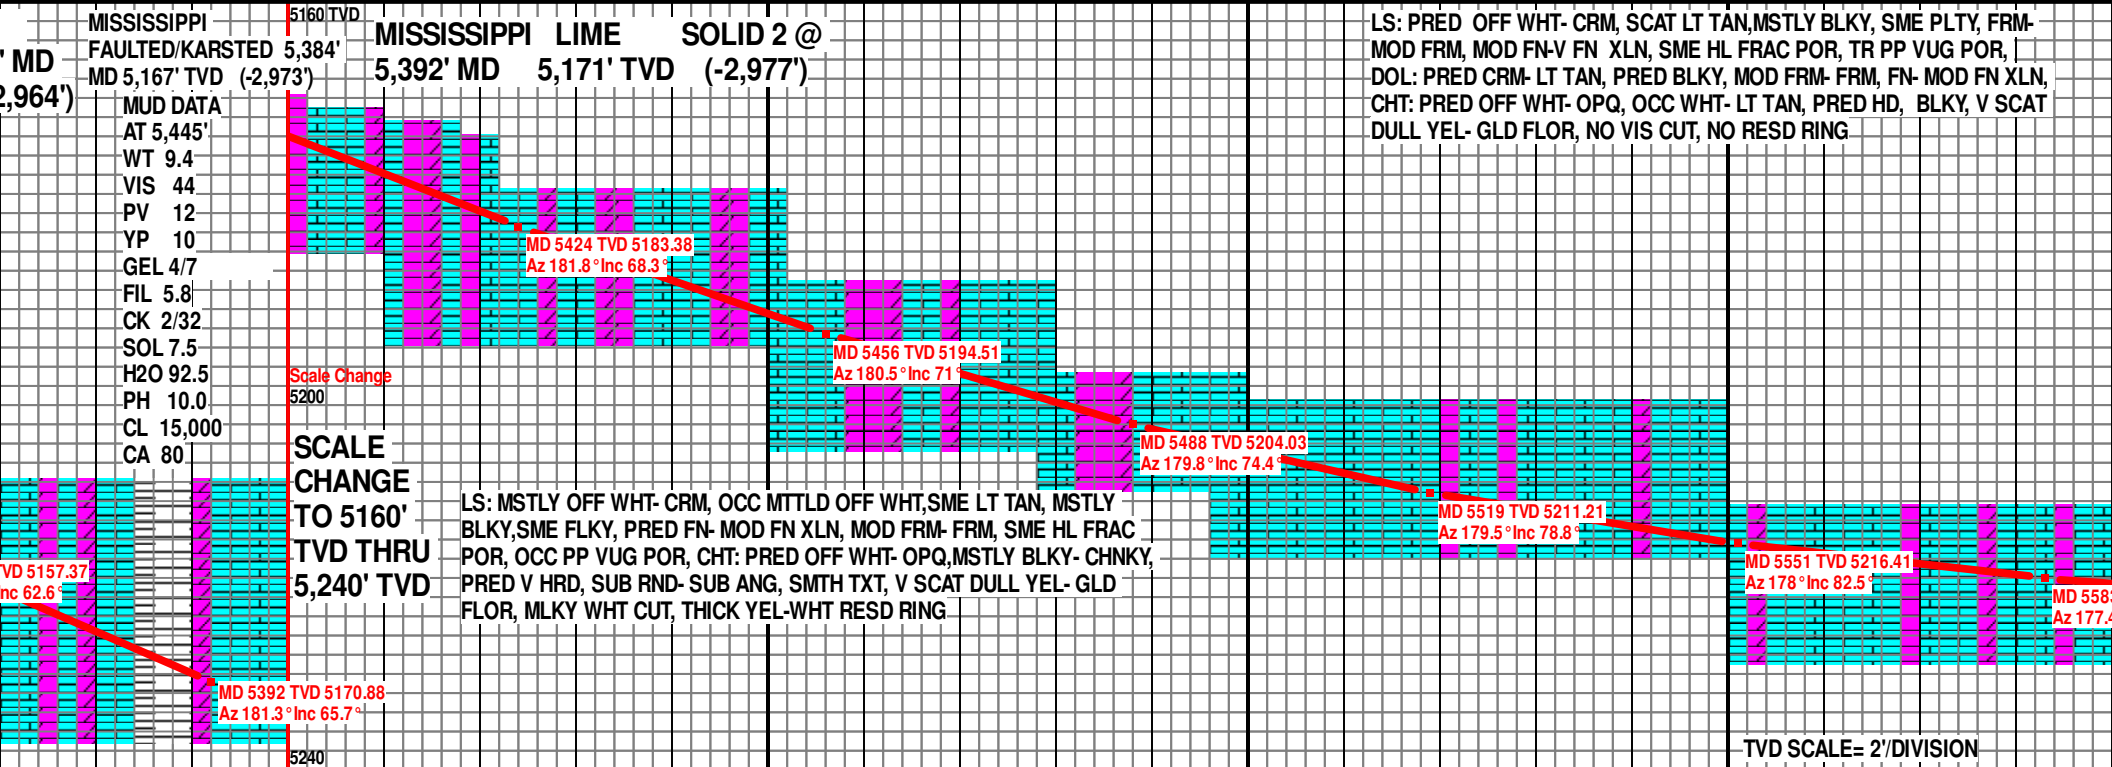 ' MD
2,964')
MISSISSIPPI
FAULTED/KARSTED 5,384'
MD 5,167' TVD (-2,973')
5160 TVD
MISSISSIPPI LIME SOLID 2 @
5,392' MD 5,171' TVD (-2,977')
LS: PRED OFF WHT- CRM, SCAT LT TAN,MSTLY BLKY, SME PLTY, FRM-
MOD FRM, MOD FN-V FN XLN, SME HL FRAC POR, TR PP VUG POR,
DOL: PRED CRM- LT TAN, PRED BLKY, MOD FRM- FRM, FN- MOD FN XLN,
CHT: PRED OFF WHT- OPQ, OCC WHT- LT TAN, PRED HD, BLKY, V SCAT
DULL YEL- GLD FLOR, NO VIS CUT, NO RESD RING
MUD DATA
AT 5,445'
WT 9.4
VIS 44
PV 12
YP 10
GEL 4/7
FIL 5.8
CK 2/32
SOL 7.5
H2O 92.5
PH 10.0
CL 15,000
CA 80
MD 5424 TVD 5183.38
Az 181.8° Inc 68.3°
MD 5456 TVD 5194.51
Az 180.5° Inc 71°
Scale Change
5200
SCALE
CHANGE
TO 5160'
TVD THRU
5,240' TVD
MD 5488 TVD 5204.03
Az 179.8° Inc 74.4°
LS: MSTLY OFF WHT- CRM, OCC MTTLD OFF WHT,SME LT TAN, MSTLY
BLKY,SME FLKY, PRED FN- MOD FN XLN, MOD FRM- FRM, SME HL FRAC
POR, OCC PP VUG POR, CHT: PRED OFF WHT- OPQ,MSTLY BLKY- CHNKY,
PRED V HRD, SUB RND- SUB ANG, SMTH TXT, V SCAT DULL YEL- GLD
FLOR, MLKY WHT CUT, THICK YEL-WHT RESD RING
MD 5519 TVD 5211.21
Az 179.5° Inc 78.8°
MD 5551 TVD 5216.41
Az 178° Inc 82.5°
TVD 5157.37
Inc 62.6°
MD 5583
Az 177.4
MD 5392 TVD 5170.88
Az 181.3° Inc 65.7°
5240
TVD SCALE= 2'/DIVISION